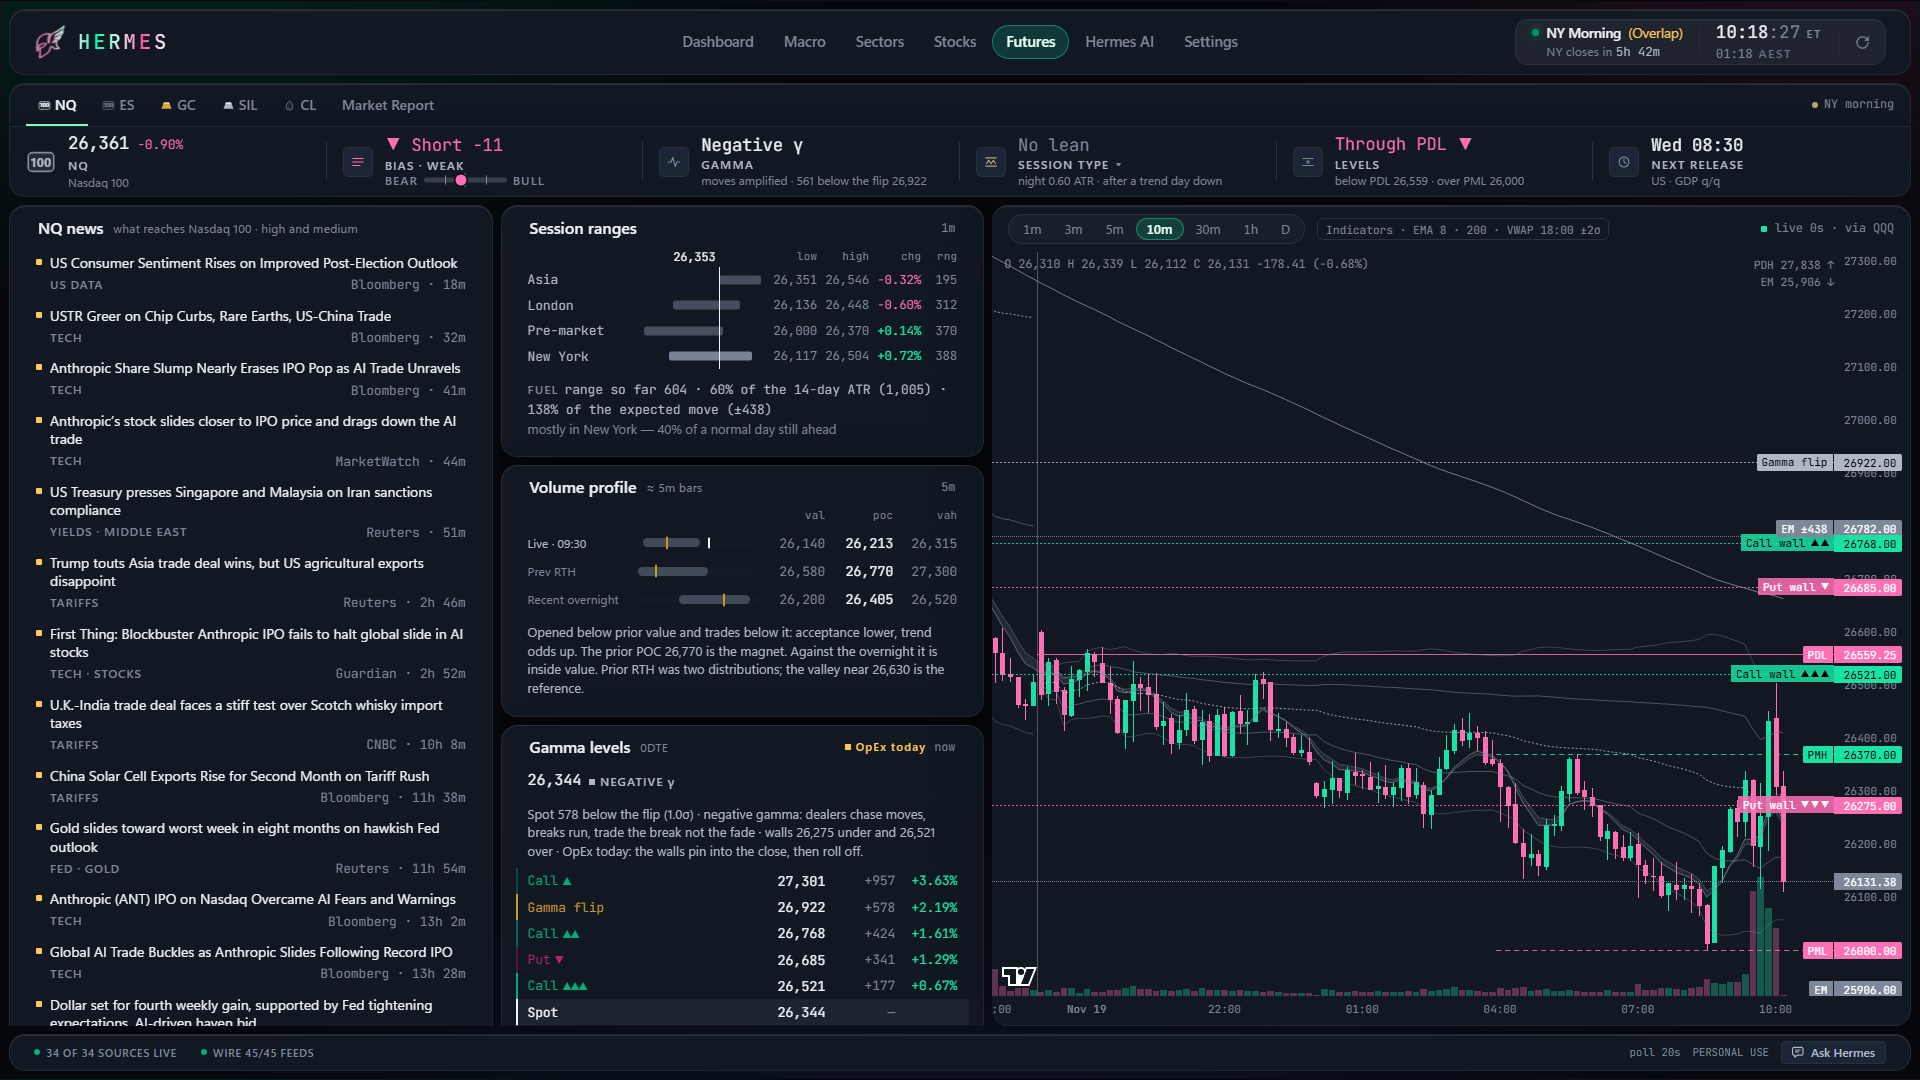 HERMES
Dashboard Macro Sectors Stocks Futures Hermes AI Settings
NY Morning (Overlap)
NY closes in 5h 42m
10:18:27 ET
01:18 AEST
NQ ES GC SIL CL Market Report
NY morning
100
26,361 -0.90%
NQ
Nasdaq 100
▼ Short -11
BIAS · WEAK
BEAR BULL
Negative γ
GAMMA
moves amplified · 561 below the flip 26,922
No lean
SESSION TYPE
night 0.60 ATR · after a trend day down
Through PDL ▼
LEVELS
below PDL 26,559 · over PML 26,000
Wed 08:30
NEXT RELEASE
US · GDP q/q
NQ news what reaches Nasdaq 100 · high and medium
US Consumer Sentiment Rises on Improved Post-Election Outlook
US DATA Bloomberg · 18m
USTR Greer on Chip Curbs, Rare Earths, US-China Trade
TECH Bloomberg · 32m
Anthropic Share Slump Nearly Erases IPO Pop as AI Trade Unravels
TECH Bloomberg · 41m
Anthropic’s stock slides closer to IPO price and drags down the AI
trade
TECH MarketWatch · 44m
US Treasury presses Singapore and Malaysia on Iran sanctions
compliance
YIELDS · MIDDLE EAST Reuters · 51m
Trump touts Asia trade deal wins, but US agricultural exports
disappoint
TARIFFS Reuters · 2h 46m
First Thing: Blockbuster Anthropic IPO fails to halt global slide in AI
stocks
TECH · STOCKS Guardian · 2h 52m
U.K.-India trade deal faces a stiff test over Scotch whisky import
taxes
TARIFFS CNBC · 10h 8m
China Solar Cell Exports Rise for Second Month on Tariff Rush
TARIFFS Bloomberg · 11h 38m
Gold slides toward worst week in eight months on hawkish Fed
outlook
FED · GOLD Reuters · 11h 54m
Anthropic (ANT) IPO on Nasdaq Overcame AI Fears and Warnings
TECH Bloomberg · 13h 2m
Global AI Trade Buckles as Anthropic Slides Following Record IPO
TECH Bloomberg · 13h 28m
Dollar set for fourth weekly gain, supported by Fed tightening
expectations, AI-driven haven bid
Session ranges 1m
26,353 low high chg rng
Asia 26,351 26,546 -0.32% 195
London 26,136 26,448 -0.60% 312
Pre-market 26,000 26,370 +0.14% 370
New York 26,117 26,504 +0.72% 388
FUEL range so far 604 · 60% of the 14-day ATR (1,005) ·
138% of the expected move (±438)
mostly in New York — 40% of a normal day still ahead
Volume profile ≈ 5m bars 5m
val poc vah
Live · 09:30 26,140 26,213 26,315
Prev RTH 26,580 26,770 27,300
Recent overnight 26,200 26,405 26,520
Opened below prior value and trades below it: acceptance lower, trend
odds up. The prior POC 26,770 is the magnet. Against the overnight it is
inside value. Prior RTH was two distributions; the valley near 26,630 is the
reference.
Gamma levels 0DTE OpEx today now
26,344 NEGATIVE γ
Spot 578 below the flip (1.0σ) · negative gamma: dealers chase moves,
breaks run, trade the break not the fade · walls 26,275 under and 26,521
over · OpEx today: the walls pin into the close, then roll off.
Call ▲ 27,301 +957 +3.63%
Gamma flip 26,922 +578 +2.19%
Call ▲▲ 26,768 +424 +1.61%
Put ▼ 26,685 +341 +1.29%
Call ▲▲▲ 26,521 +177 +0.67%
Spot 26,344 —
1m 3m 5m 10m 30m 1h D
Indicators · EMA 8 · 200 · VWAP 18:00 ±2σ
live 0s · via QQQ
O 26,310 H 26,339 L 26,112 C 26,131 -178.41 (-0.68%)
PDH 27,838 ↑
EM 25,906 ↓
27300.00
27200.00
27100.00
27000.00
Gamma flip 26922.00
26900.00
EM ±438 26782.00
Call wall ▲▲ 26768.00
Put wall ▼ 26685.00
26600.00
PDL 26559.25
Call wall ▲▲▲ 26521.00
26500.00
26400.00
PMH 26370.00
26300.00
Put wall ▼▼▼ 26275.00
26200.00
26131.38
26100.00
PML 26000.00
EM 25906.00
:00 Nov 19 22:00 01:00 04:00 07:00 10:00
34 OF 34 SOURCES LIVE WIRE 45/45 FEEDS
poll 20s PERSONAL USE Ask Hermes